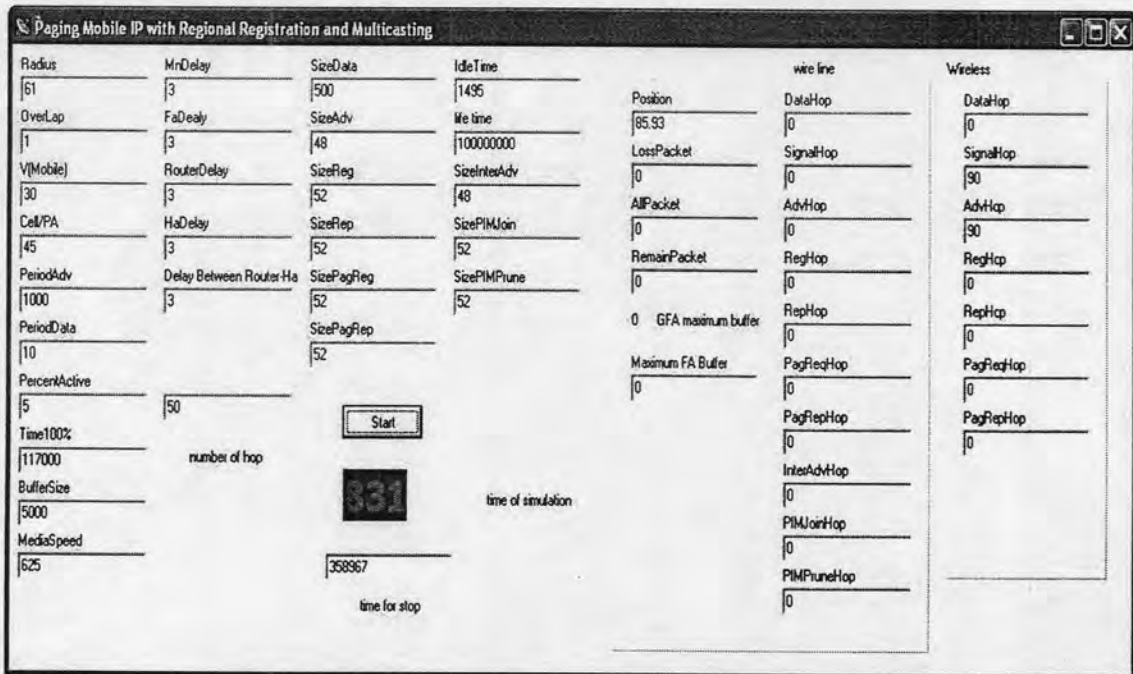 Paging Mobile IP with Regional Registration and Multicasting
Radius
61
OverLap
1
V(Mobile)
30
Cell/PA
45
PeriodAdv
1000
PeriodData
10
PercentActive
5
Time100%
117000
BufferSize
5000
MediaSpeed
625
MnDelay
3
FaDealy
3
RouterDelay
3
HaDelay
3
Delay Between Router-Ha
3
50
number of hop
SizeData
500
SizeAdv
48
SizeReg
52
SizeRep
52
SizePagReg
52
SizePagRep
52
Start
831
358967
time for stop
IdleTime
1495
life time
100000000
SizeInterAdv
48
SizePIMJoin
52
SizePIMPrune
52
time of simulation
Position
85.93
LossPacket
0
AllPacket
0
RemainPacket
0
0 GFA maximum buffer
Maximum FA Buffer
0
wire line
DataHop
0
SignalHop
0
AdvHop
0
RegHop
0
RepHop
0
PagReqHop
0
PagRepHop
0
InterAdvHop
0
PIMJoinHop
0
PIMPruneHop
0
Wireless
DataHop
0
SignalHop
90
AdvHop
90
RegHop
0
RepHop
0
PagReqHop
0
PagRepHop
0